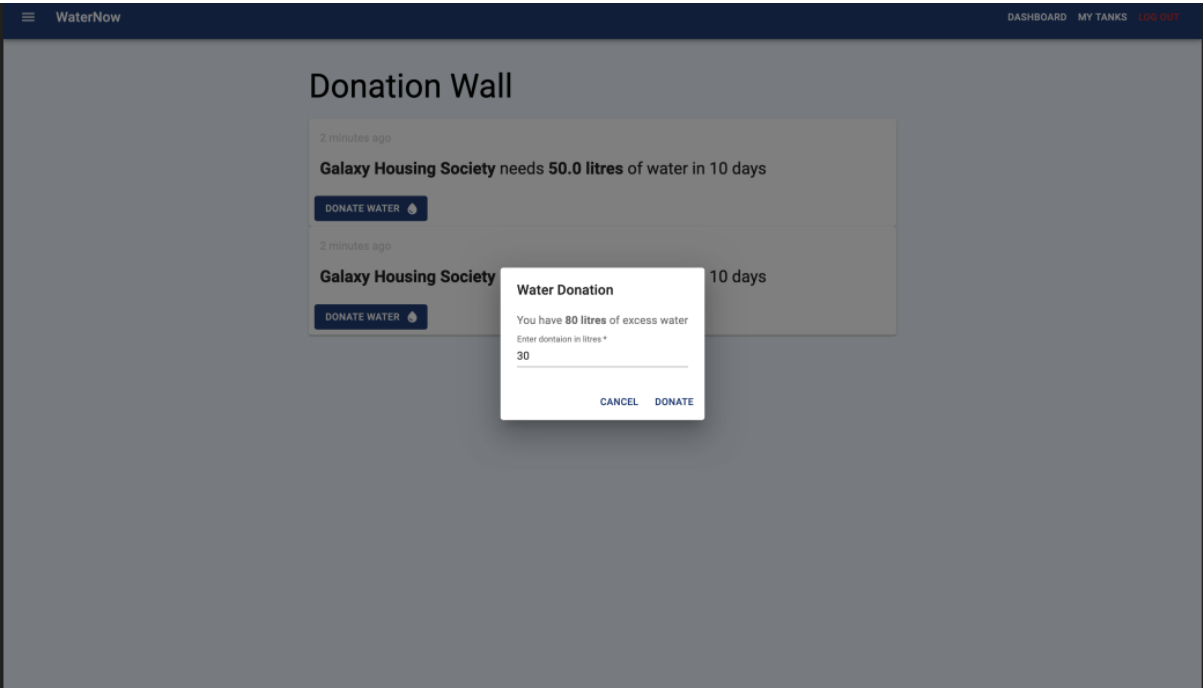 WaterNow DASHBOARD MY TANKS LOG OUT
Donation Wall
2 minutes ago
Galaxy Housing Society needs 50.0 litres of water in 10 days
DONATE WATER
2 minutes ago
Galaxy Housing Society 10 days
DONATE WATER
Water Donation
You have 80 litres of excess water
Enter dontaion in litres *
30
CANCEL DONATE